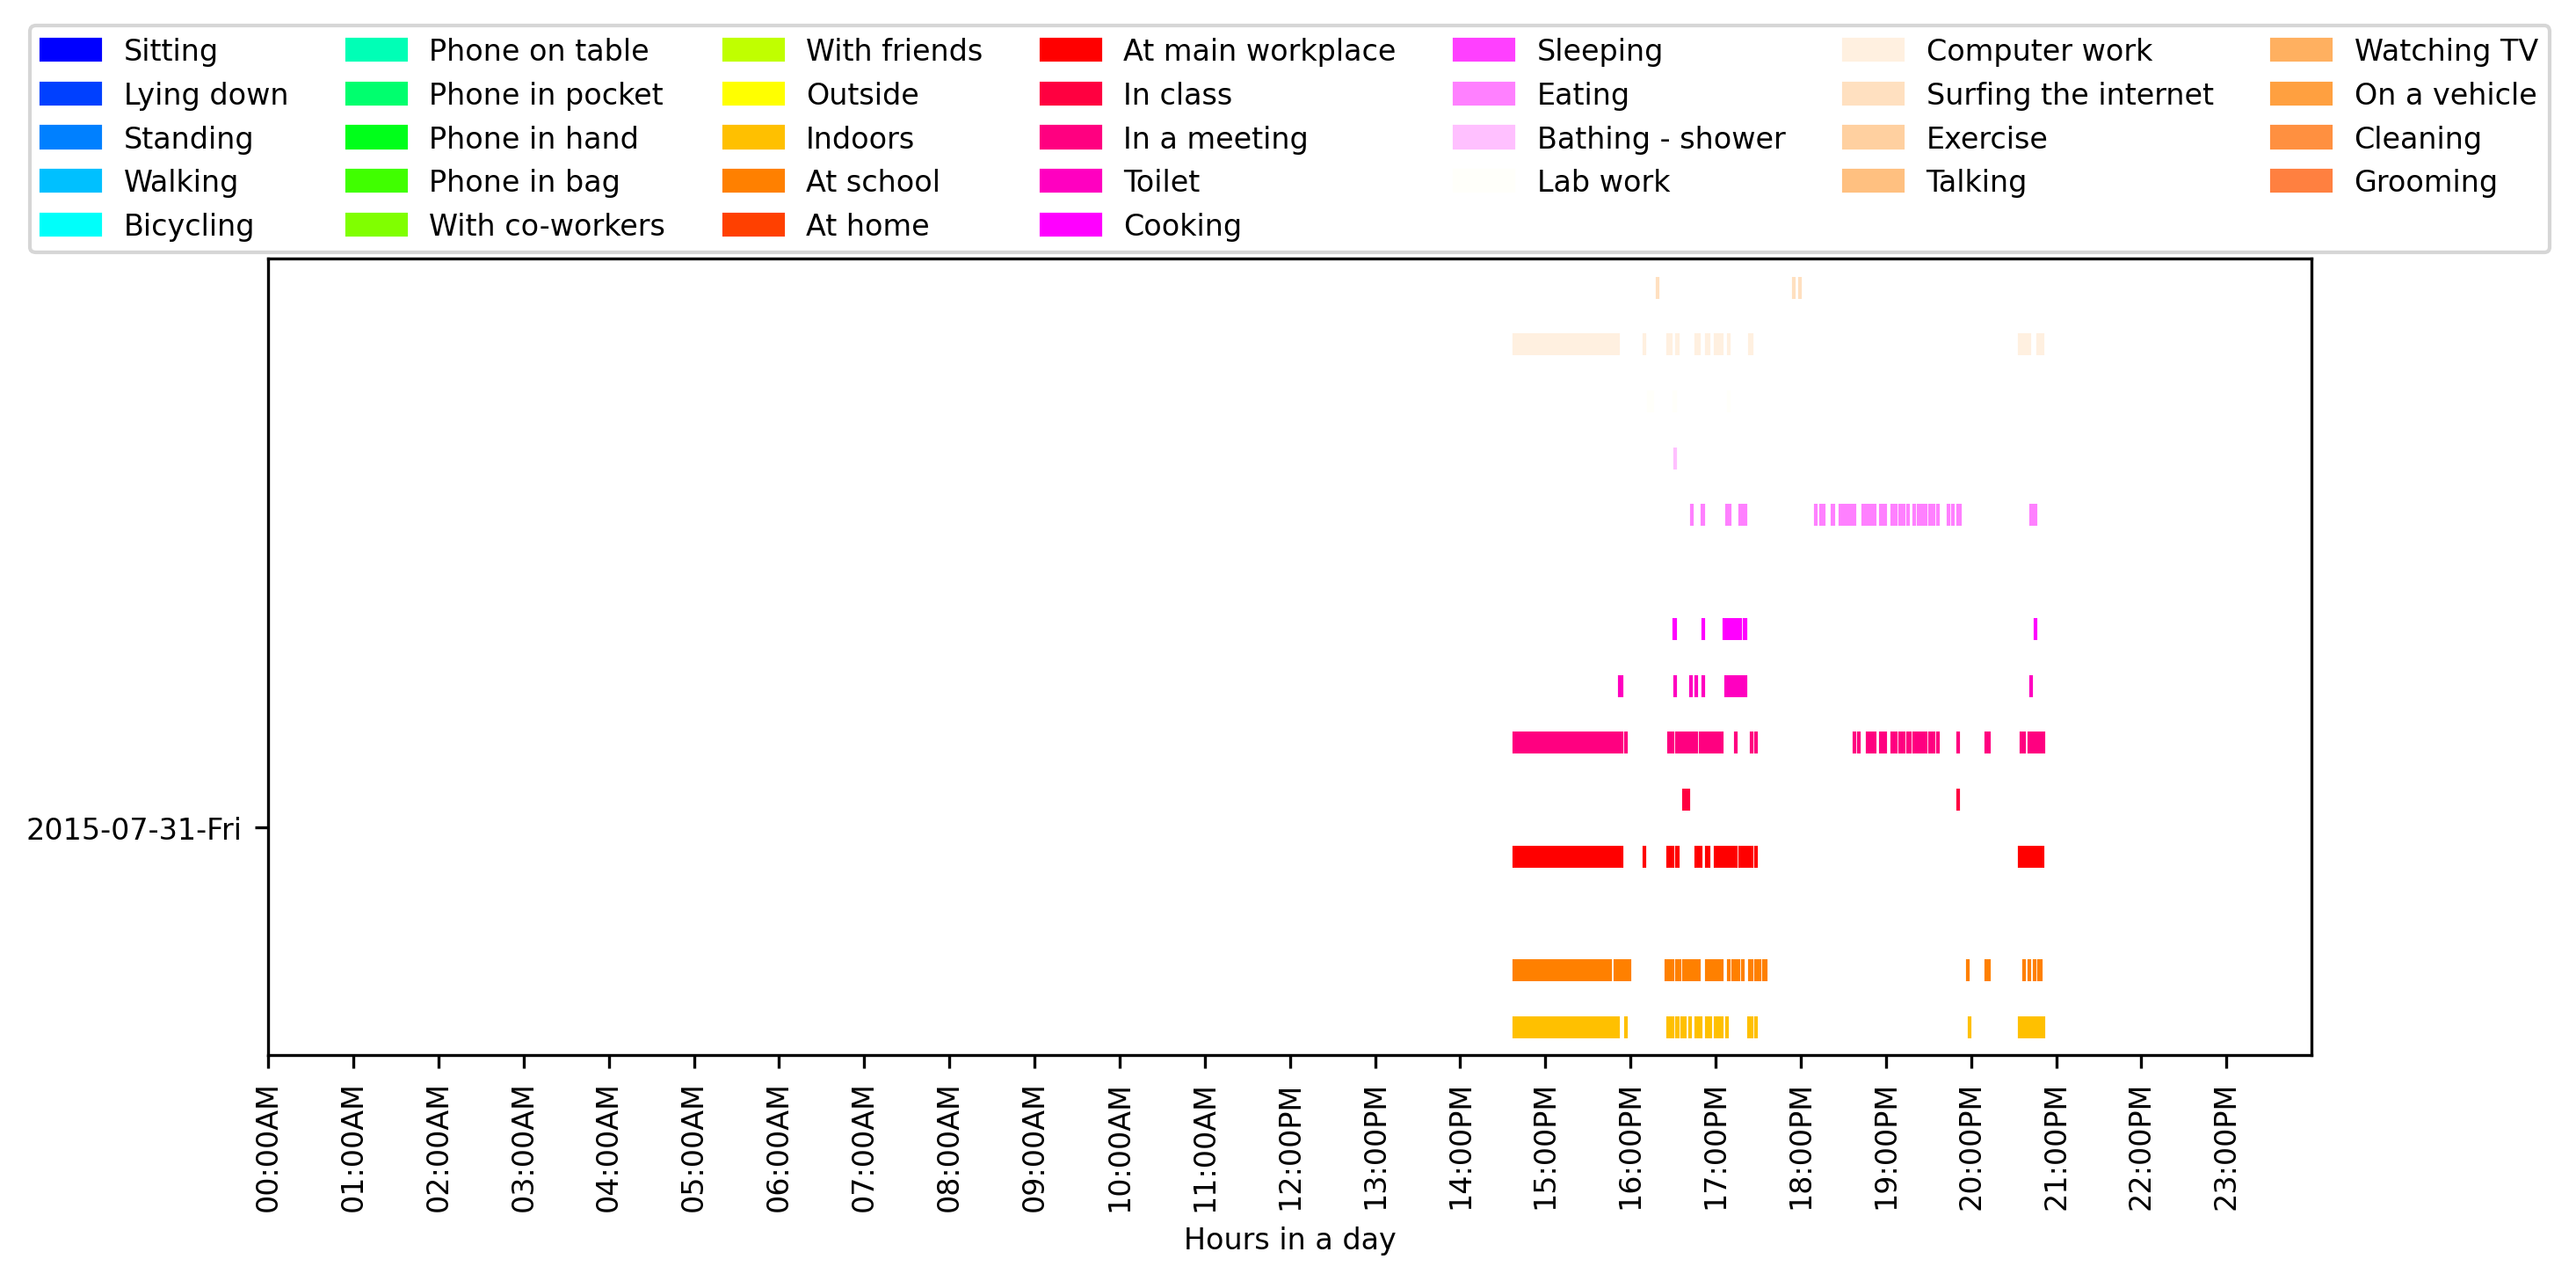 Sitting Phone on table With friends At main workplace Sleeping Computer work Watching TV
Lying down Phone in pocket Outside In class Eating Surfing the internet On a vehicle
Standing Phone in hand Indoors In a meeting Bathing - shower Exercise Cleaning
Walking Phone in bag At school Toilet Lab work Talking Grooming
Bicycling With co-workers At home Cooking
2015-07-31-Fri
00:00AM 01:00AM 02:00AM 03:00AM 04:00AM 05:00AM 06:00AM 07:00AM 08:00AM 09:00AM 10:00AM 11:00AM 12:00PM 13:00PM 14:00PM 15:00PM 16:00PM 17:00PM 18:00PM 19:00PM 20:00PM 21:00PM 22:00PM 23:00PM
Hours in a day